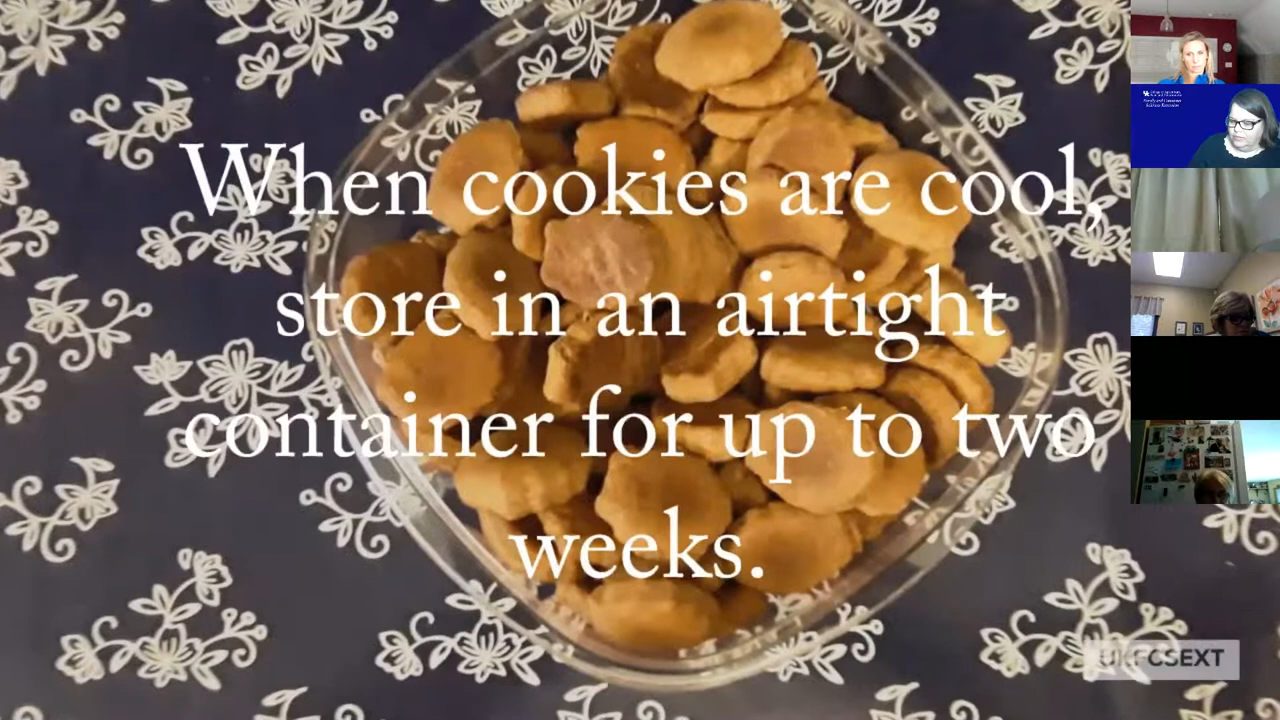 When cookies are cool,
store in an airtight
container for up to two
weeks.
UKFCSEXT